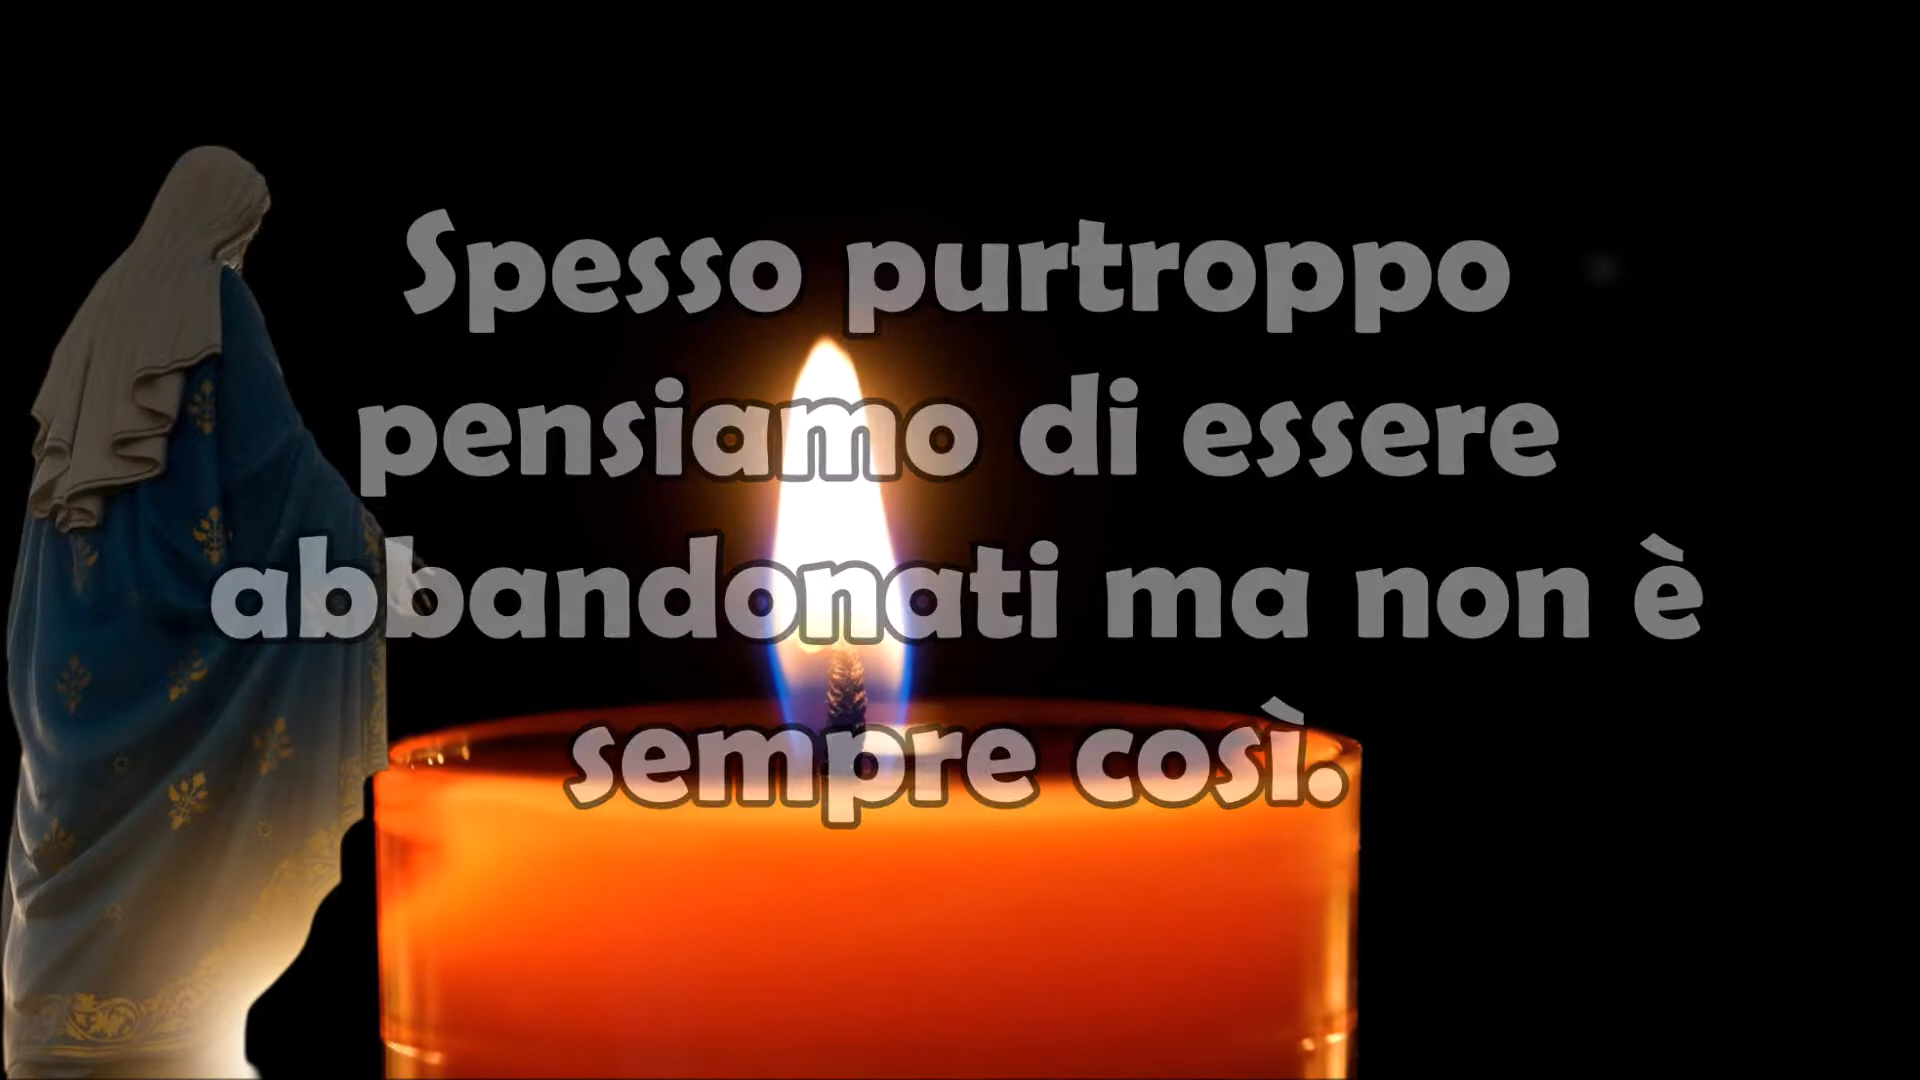 Spesso purtroppo
pensiamo di essere
abbandonati ma non è
sempre così.